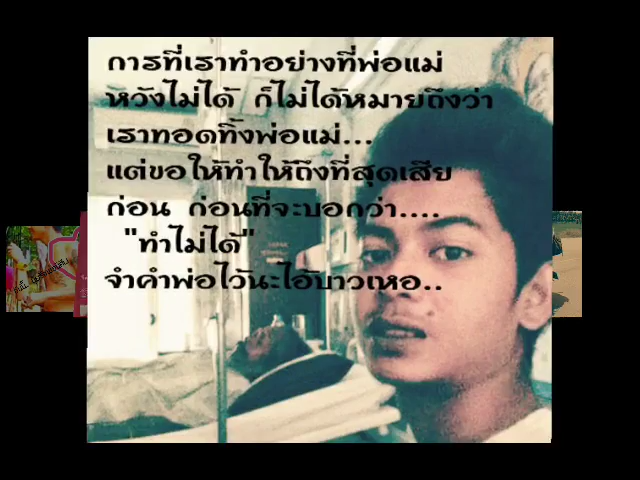 การที่เราทำอย่างที่พ่อแม่
หวังไม่ได้ ก็ไม่ได้หมายถึงว่า
เราทอดทิ้งพ่อแม่...
แต่ขอให้ทำให้ถึงที่สุดเสีย
ก่อน ก่อนที่จะบอกว่า....
"ทำไม่ได้"
จำคำพ่อไว้นะไอ้บาวเหอ..